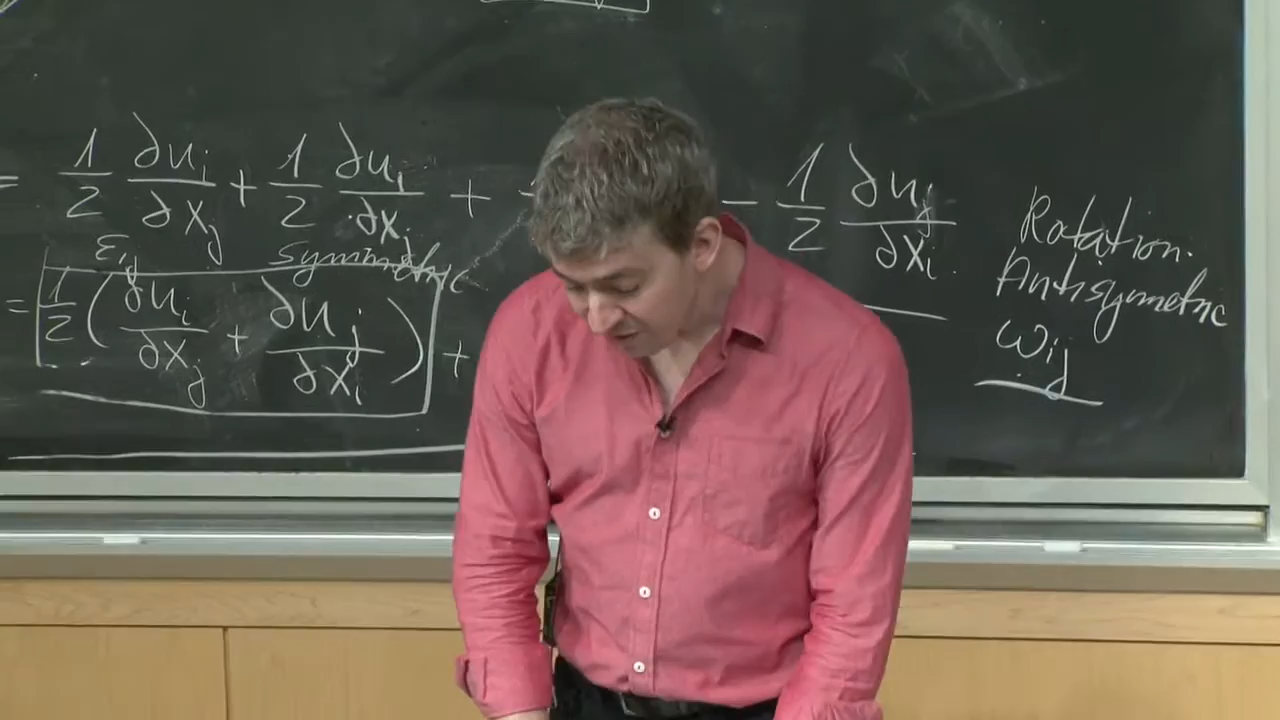 = 1/2 ∂u_i/∂x_j + 1/2 ∂u_i/∂x_j + − 1/2 ∂u_j/∂x_i
Rotation.
Antisymmetric
ω_ij
ε_ij symmetric
= 1/2 ( ∂u_i/∂x_j + ∂u_j/∂x_i ) +